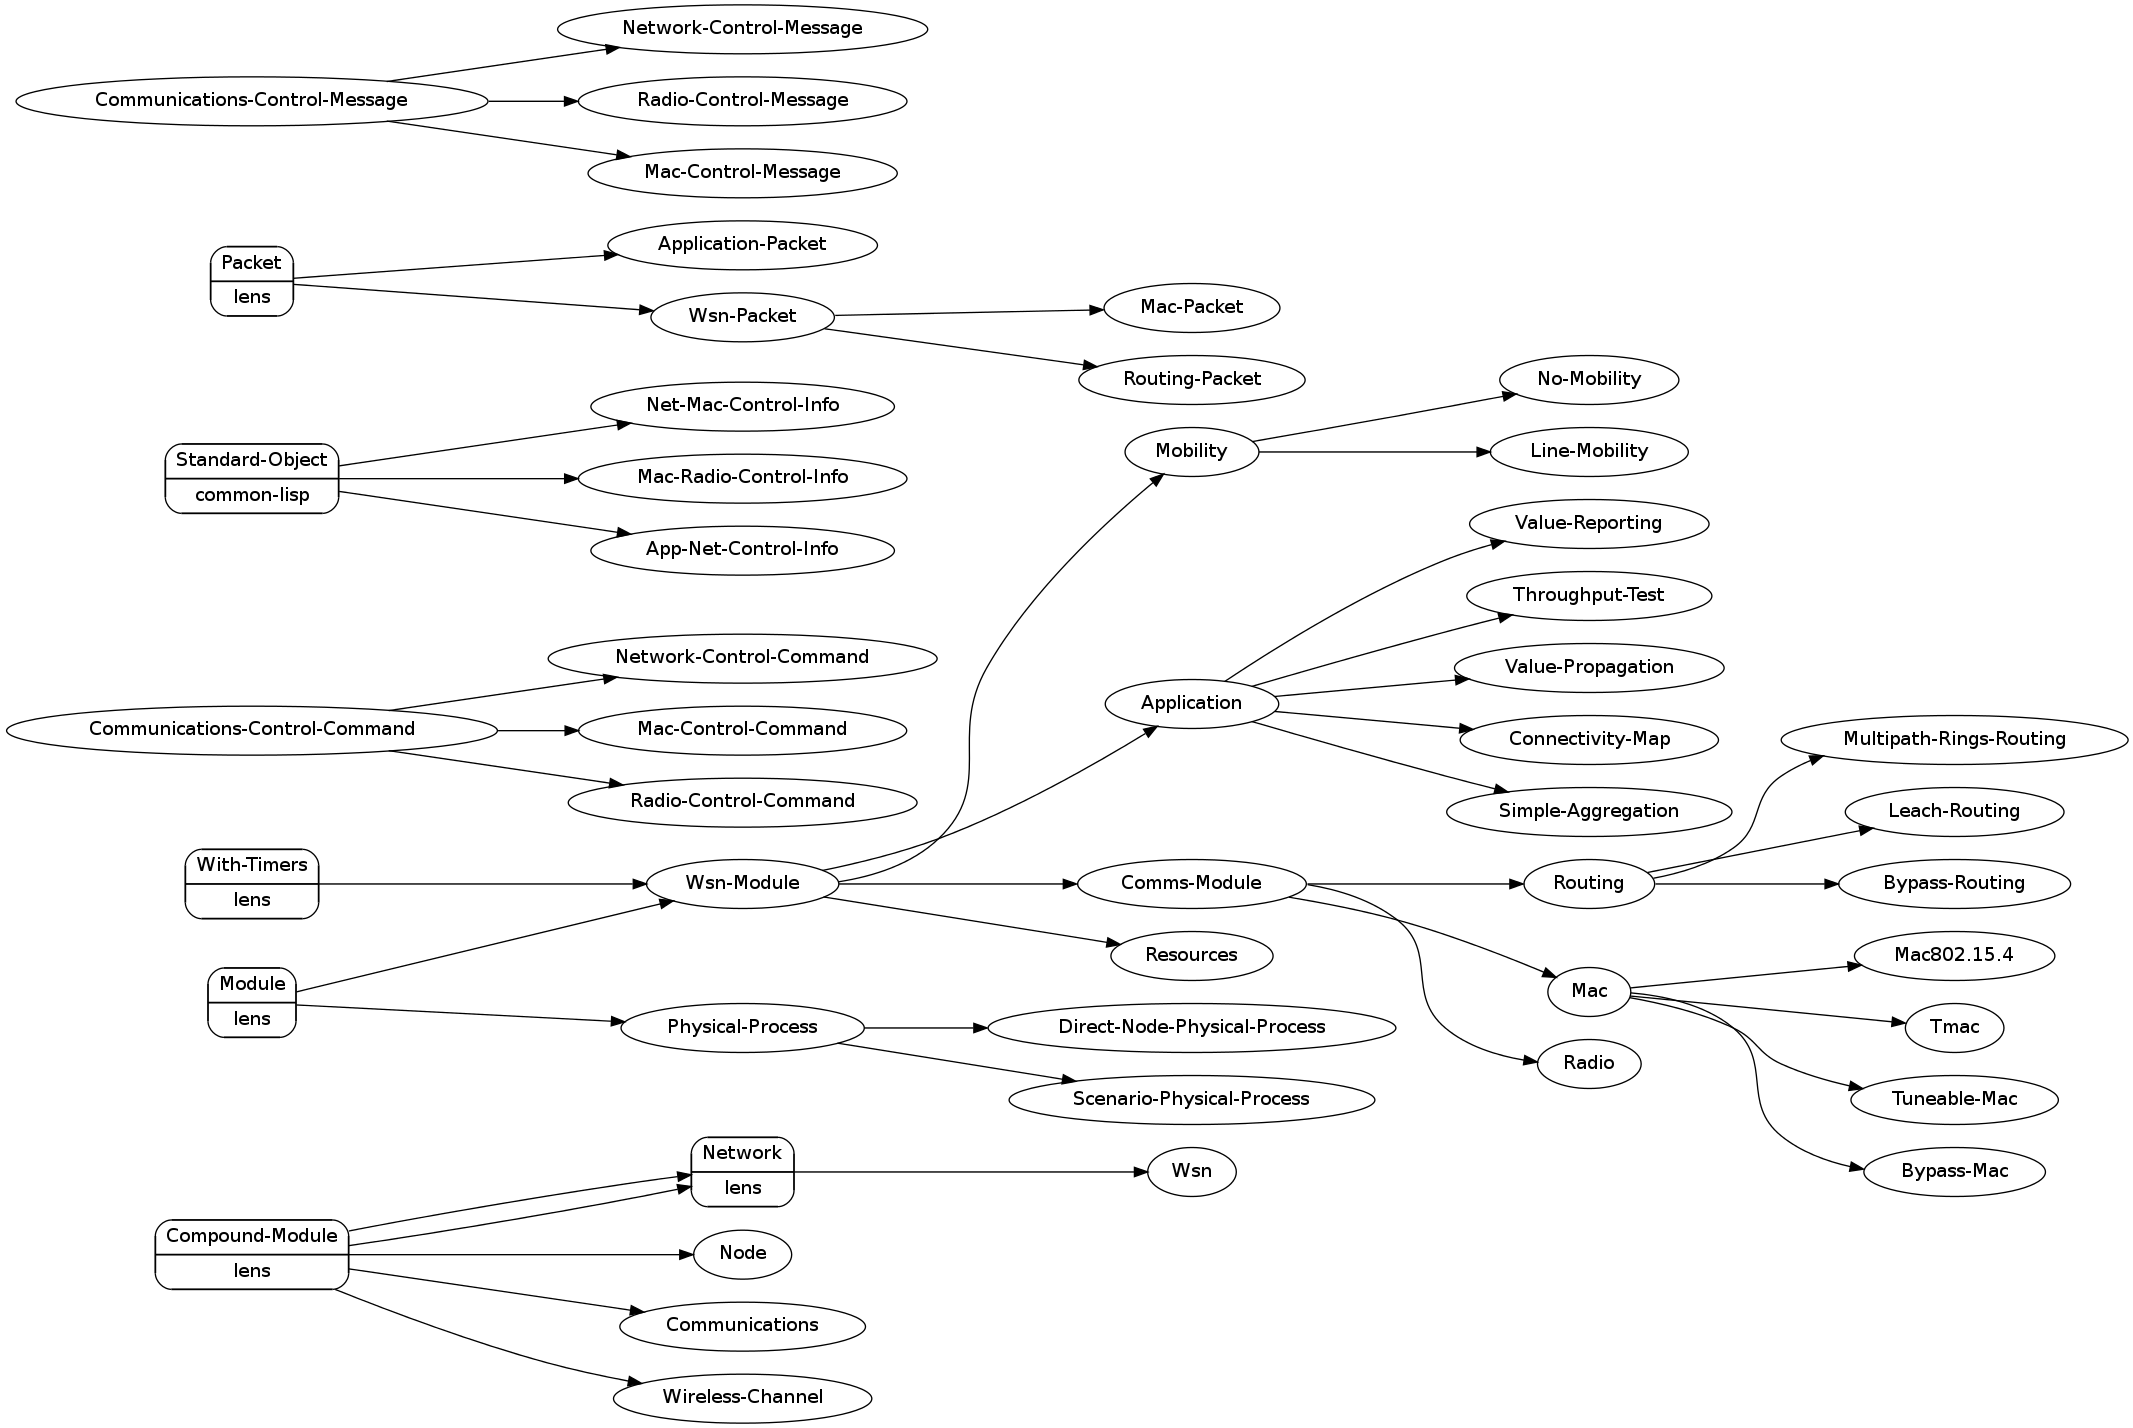 Network-Control-Message
Communications-Control-Message
Radio-Control-Message
Mac-Control-Message
Packet
lens
Application-Packet
Wsn-Packet
Mac-Packet
Routing-Packet
Standard-Object
common-lisp
Net-Mac-Control-Info
Mac-Radio-Control-Info
App-Net-Control-Info
Mobility
No-Mobility
Line-Mobility
Value-Reporting
Throughput-Test
Value-Propagation
Application
Connectivity-Map
Simple-Aggregation
Network-Control-Command
Communications-Control-Command
Mac-Control-Command
Radio-Control-Command
Multipath-Rings-Routing
Leach-Routing
With-Timers
lens
Wsn-Module
Comms-Module
Routing
Bypass-Routing
Resources
Module
lens
Physical-Process
Direct-Node-Physical-Process
Scenario-Physical-Process
Mac
Radio
Mac802.15.4
Tmac
Tuneable-Mac
Bypass-Mac
Network
lens
Wsn
Compound-Module
lens
Node
Communications
Wireless-Channel